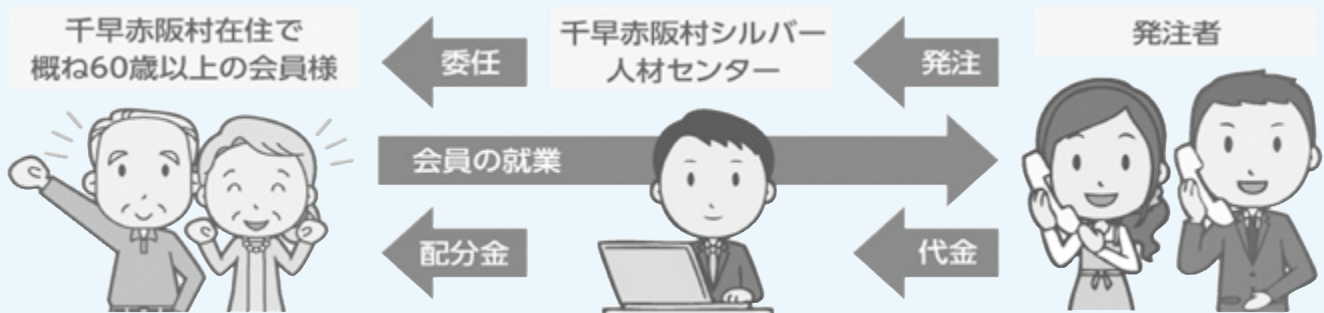 千早赤阪村在住で
概ね60歳以上の会員様
委任
千早赤阪村シルバー
人材センター
発注
発注者
会員の就業
配分金
代金